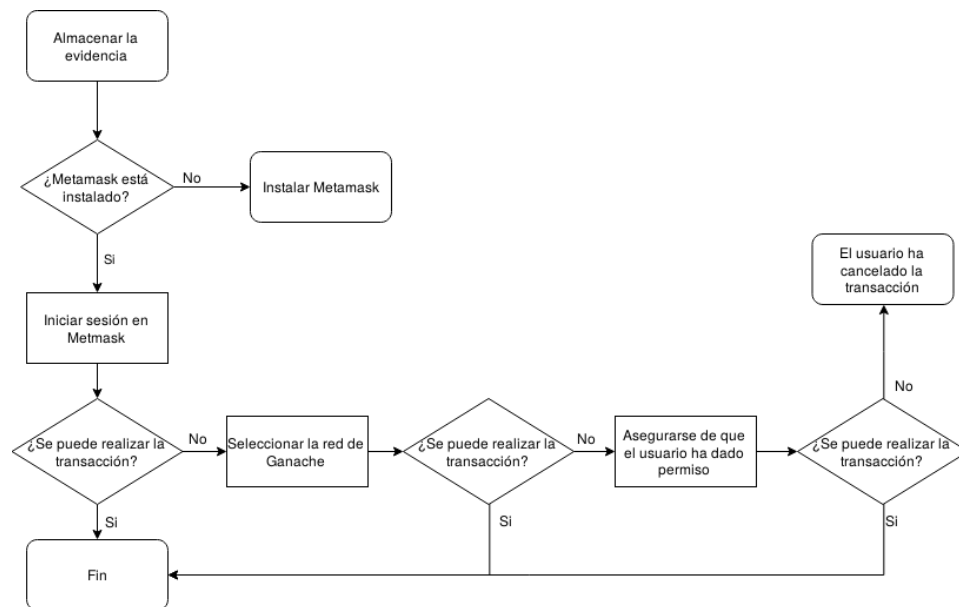 Almacenar la
evidencia
¿Metamask está
instalado?
No
Instalar Metamask
Si
El usuario ha
cancelado la
transacción
Iniciar sesión en
Metmask
No
¿Se puede realizar la
transacción?
No
Seleccionar la red de
Ganache
¿Se puede realizar la
transacción?
No
Asegurarse de que
el usuario ha dado
permiso
¿Se puede realizar la
transacción?
Si
Si
Si
Fin